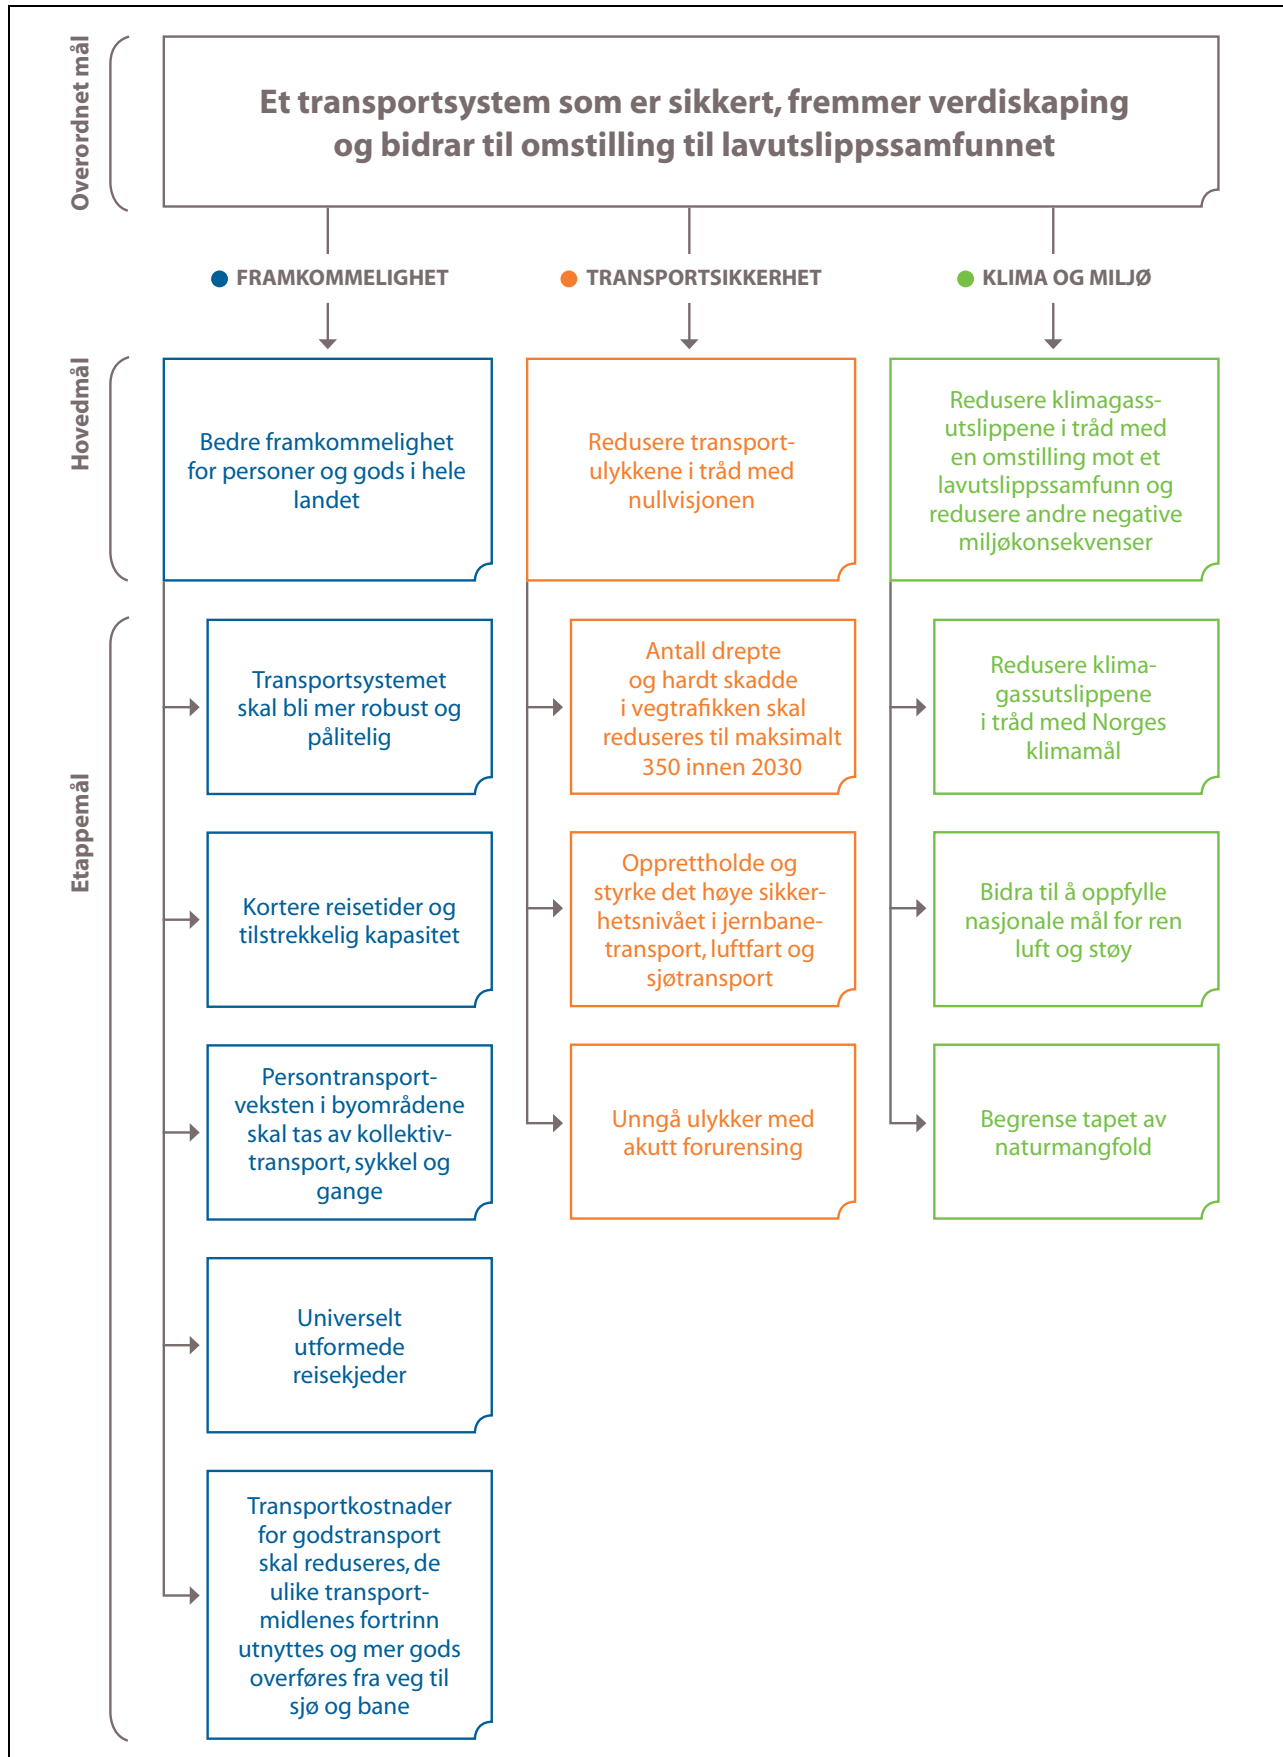 Overordnet mål
Et transportsystem som er sikkert, fremmer verdiskaping
og bidrar til omstilling til lavutslippssamfunnet
FRAMKOMMELIGHET
TRANSPORTSIKKERHET
KLIMA OG MILJØ
Hovedmål
Bedre framkommelighet
for personer og gods i hele
landet
Redusere transport-
ulykkene i tråd med
nullvisjonen
Redusere klimagass-
utslippene i tråd med
en omstilling mot et
lavutslippssamfunn og
redusere andre negative
miljøkonsekvenser
Etappemål
Transportsystemet
skal bli mer robust og
pålitelig
Kortere reisetider og
tilstrekkelig kapasitet
Persontransport-
veksten i byområdene
skal tas av kollektiv-
transport, sykkel og
gange
Universelt
utformede
reisekjeder
Transportkostnader
for godstransport
skal reduseres, de
ulike transport-
midlenes fortrinn
utnyttes og mer gods
overføres fra veg til
sjø og bane
Antall drepte
og hardt skadde
i vegtrafikken skal
reduseres til maksimalt
350 innen 2030
Opprettholde og
styrke det høye sikker-
hetsnivået i jernbane-
transport, luftfart og
sjøtransport
Unngå ulykker med
akutt forurensing
Redusere klima-
gassutslippene
i tråd med Norges
klimamål
Bidra til å oppfylle
nasjonale mål for ren
luft og støy
Begrense tapet av
naturmangfold